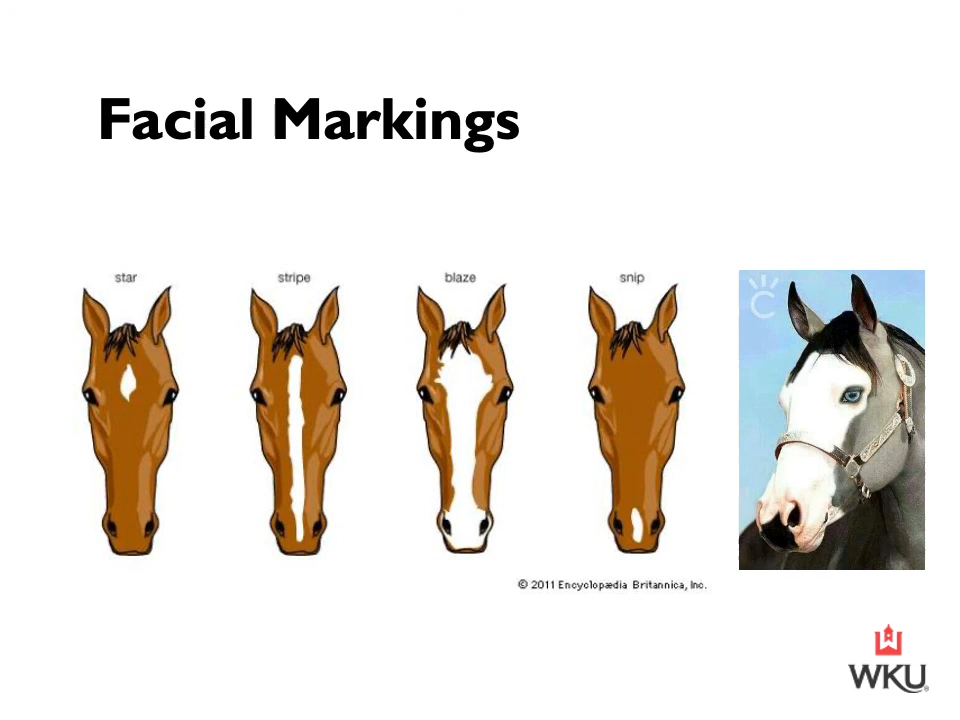 Facial Markings
star
stripe
blaze
snip
C
© 2011 Encyclopædia Britannica, Inc.
WKU®